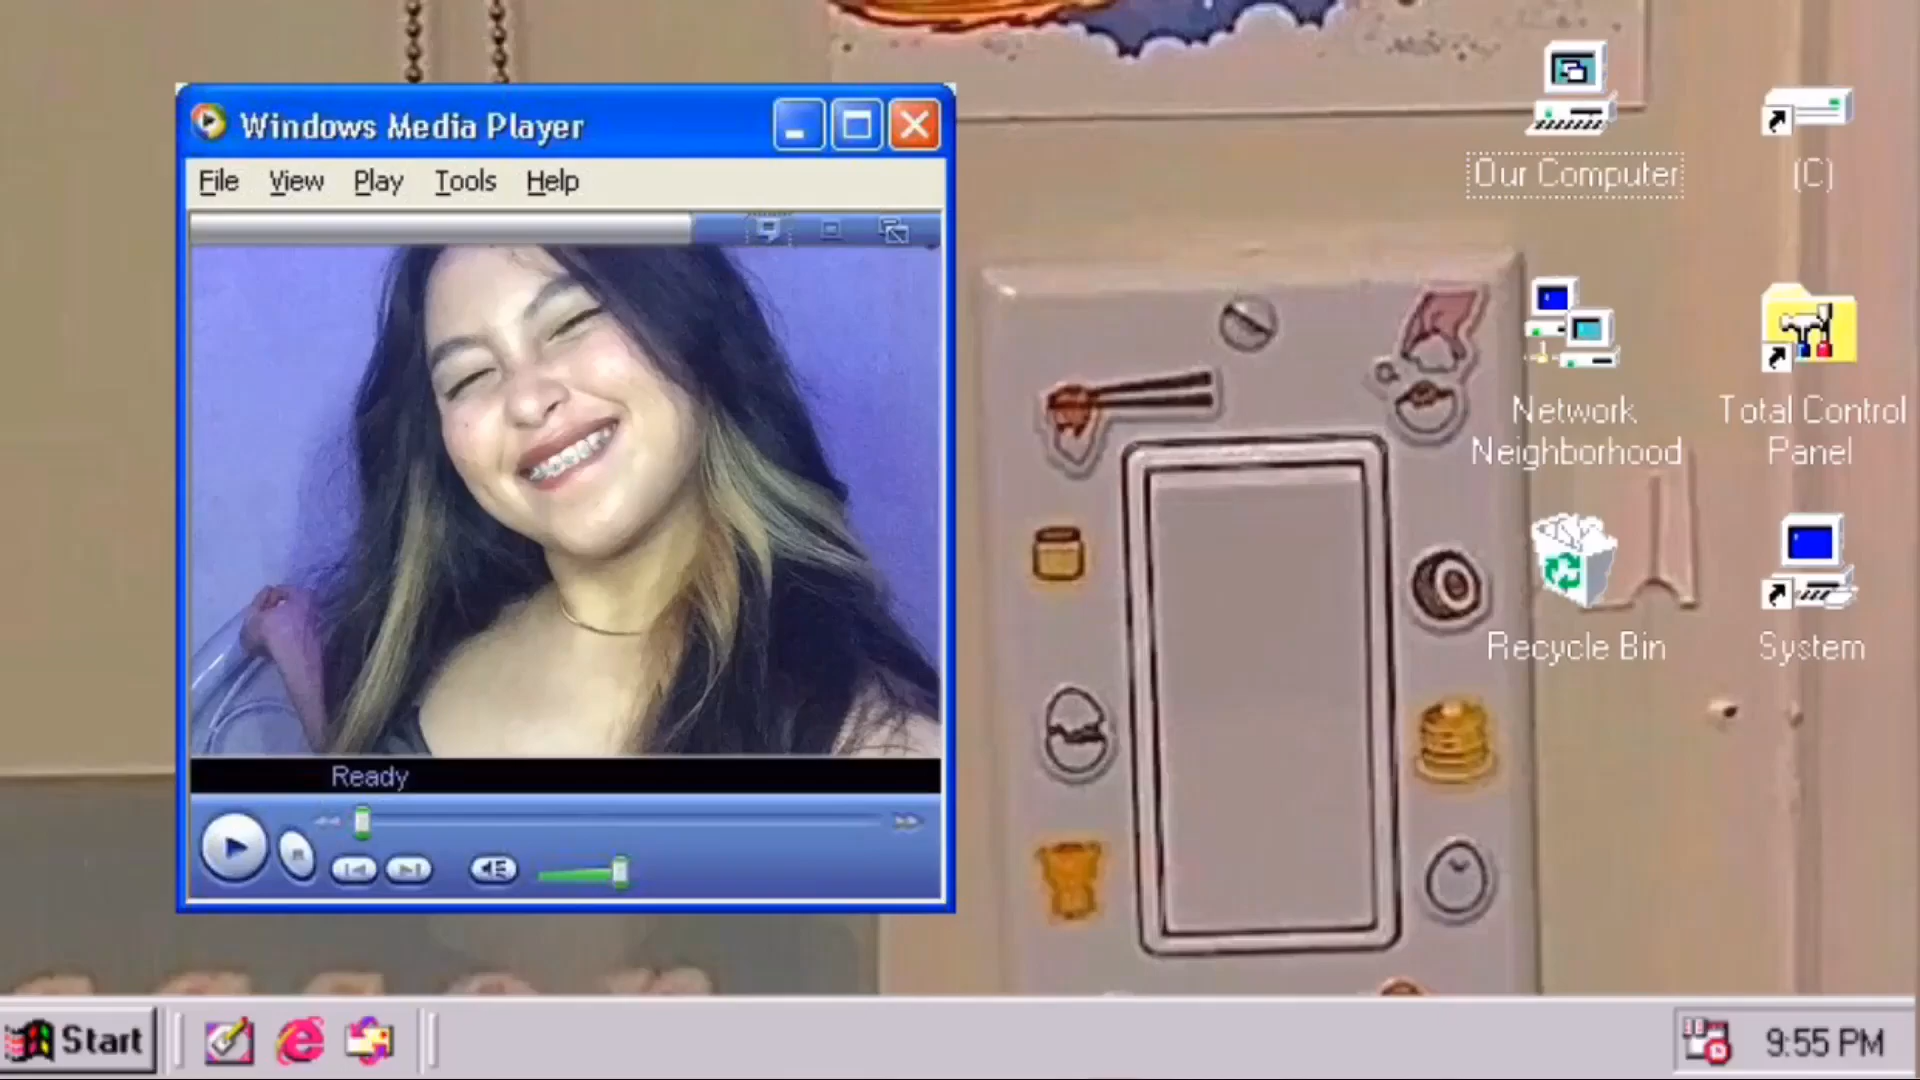 Windows Media Player
File View Play Tools Help
Ready
Our Computer
(C)
Network
Neighborhood
Total Control
Panel
Recycle Bin
System
Start
9:55 PM